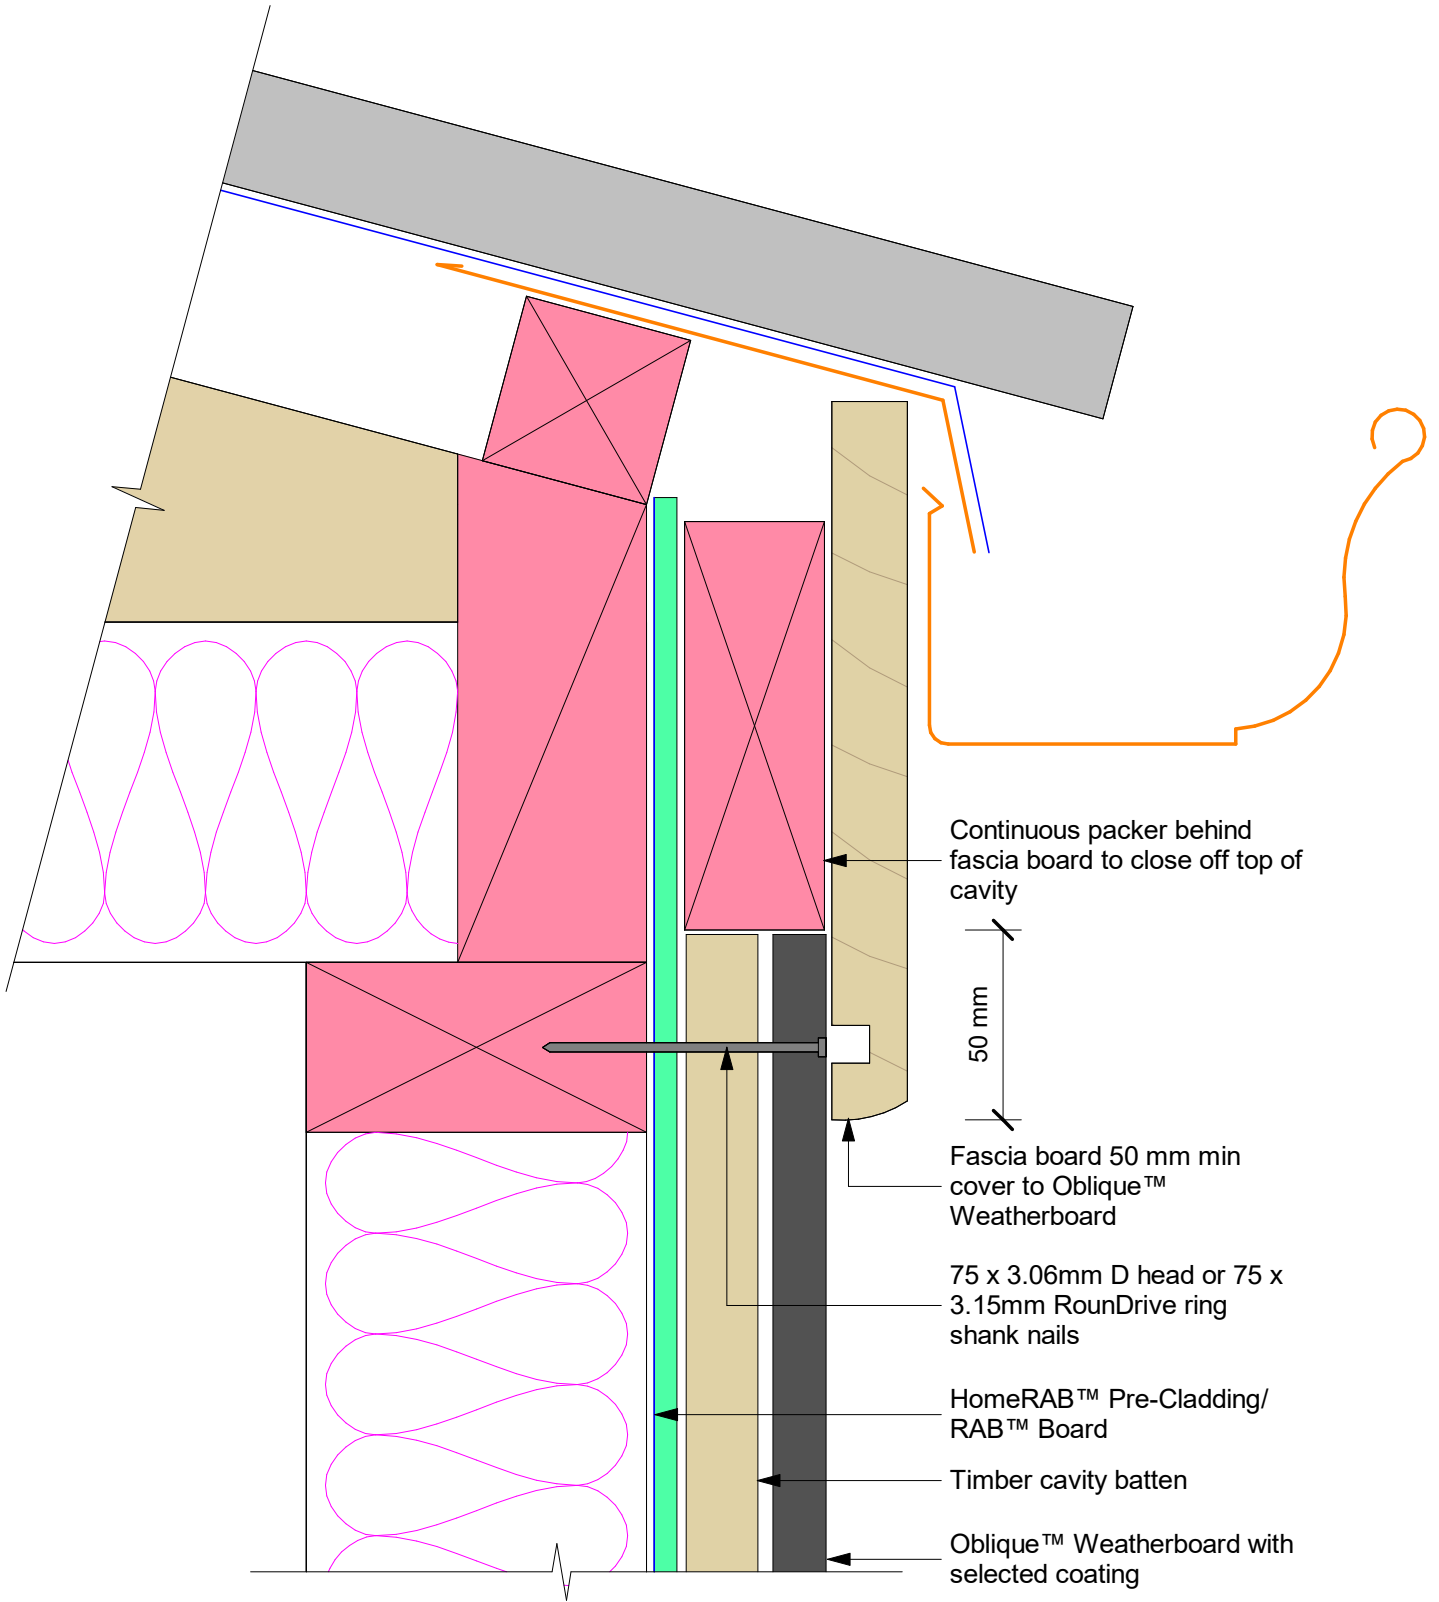 Continuous packer behind
fascia board to close off top of
cavity
50 mm
Fascia board 50 mm min
cover to Oblique™
Weatherboard
75 x 3.06mm D head or 75 x
3.15mm RounDrive ring
shank nails
HomeRAB™ Pre-Cladding/
RAB™ Board
Timber cavity batten
Oblique™ Weatherboard with
selected coating